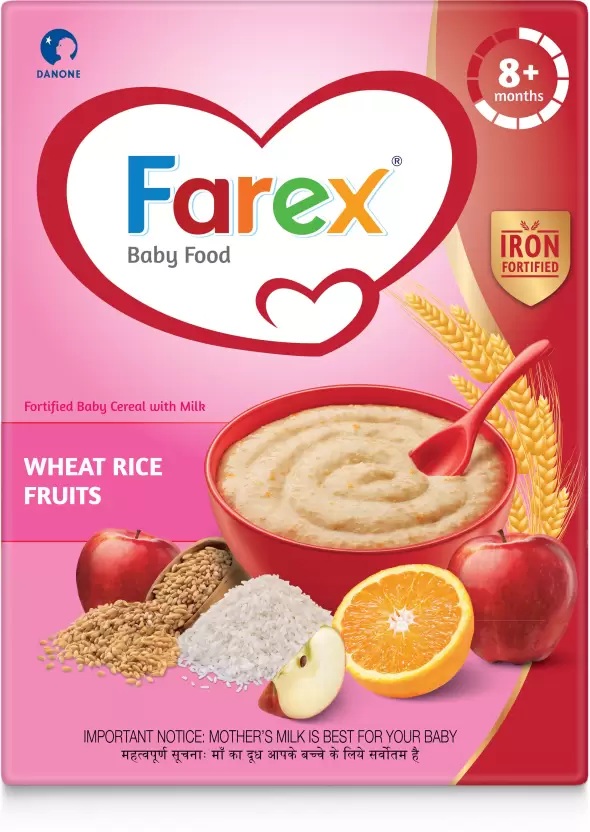 DANONE
8+
months
Farex®
Baby Food
IRON
FORTIFIED
Fortified Baby Cereal with Milk
WHEAT RICE
FRUITS
IMPORTANT NOTICE: MOTHER'S MILK IS BEST FOR YOUR BABY
महत्वपूर्ण सूचनाः माँ का दूध आपके बच्चे के लिये सर्वोतम है